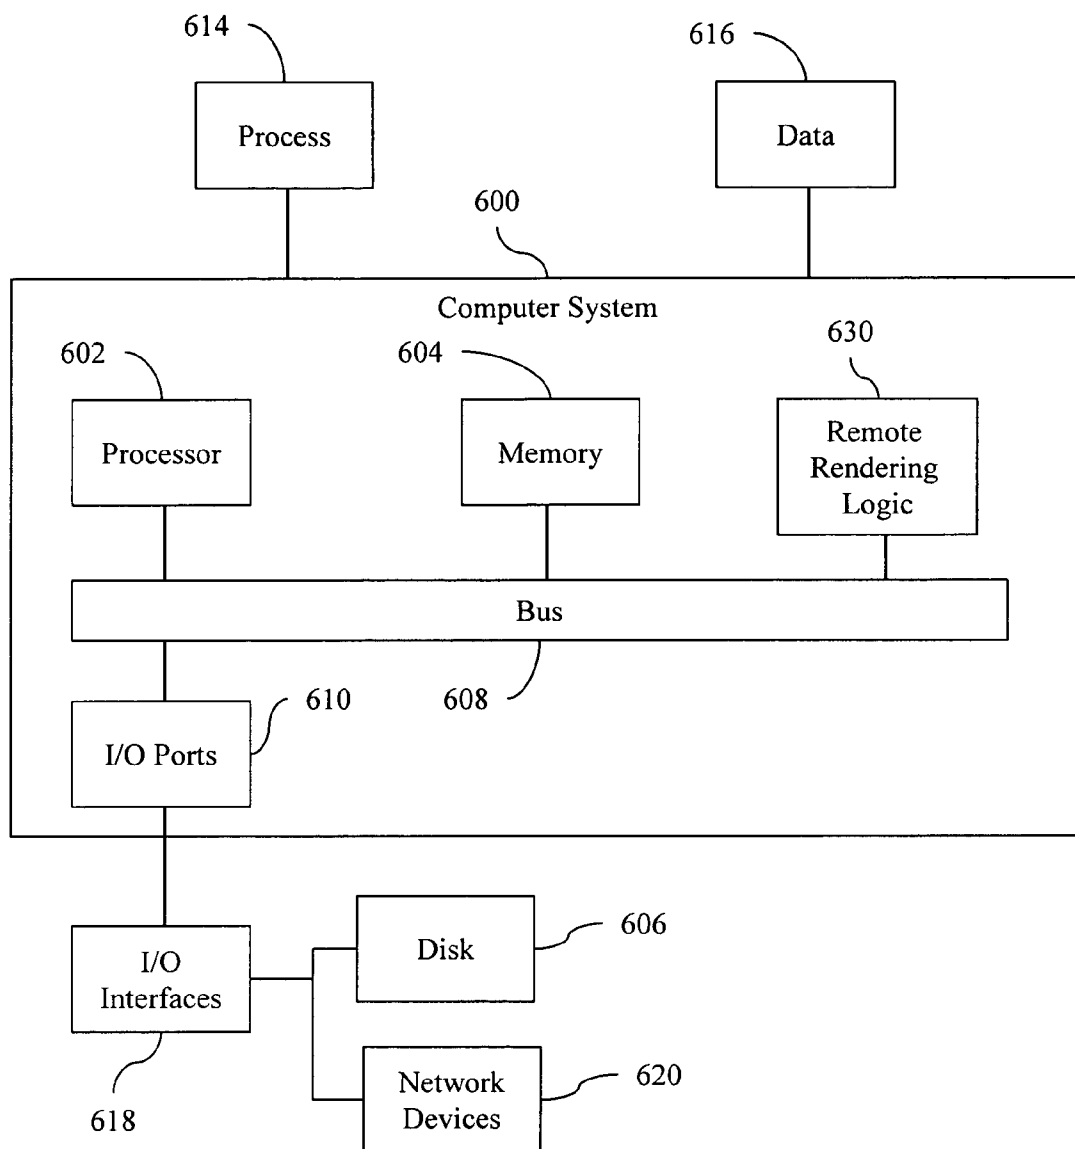 614
616
Process
Data
600
Computer System
602
604
630
Processor
Memory
Remote
Rendering
Logic
Bus
610
608
I/O Ports
606
Disk
I/O
Interfaces
620
Network
Devices
618